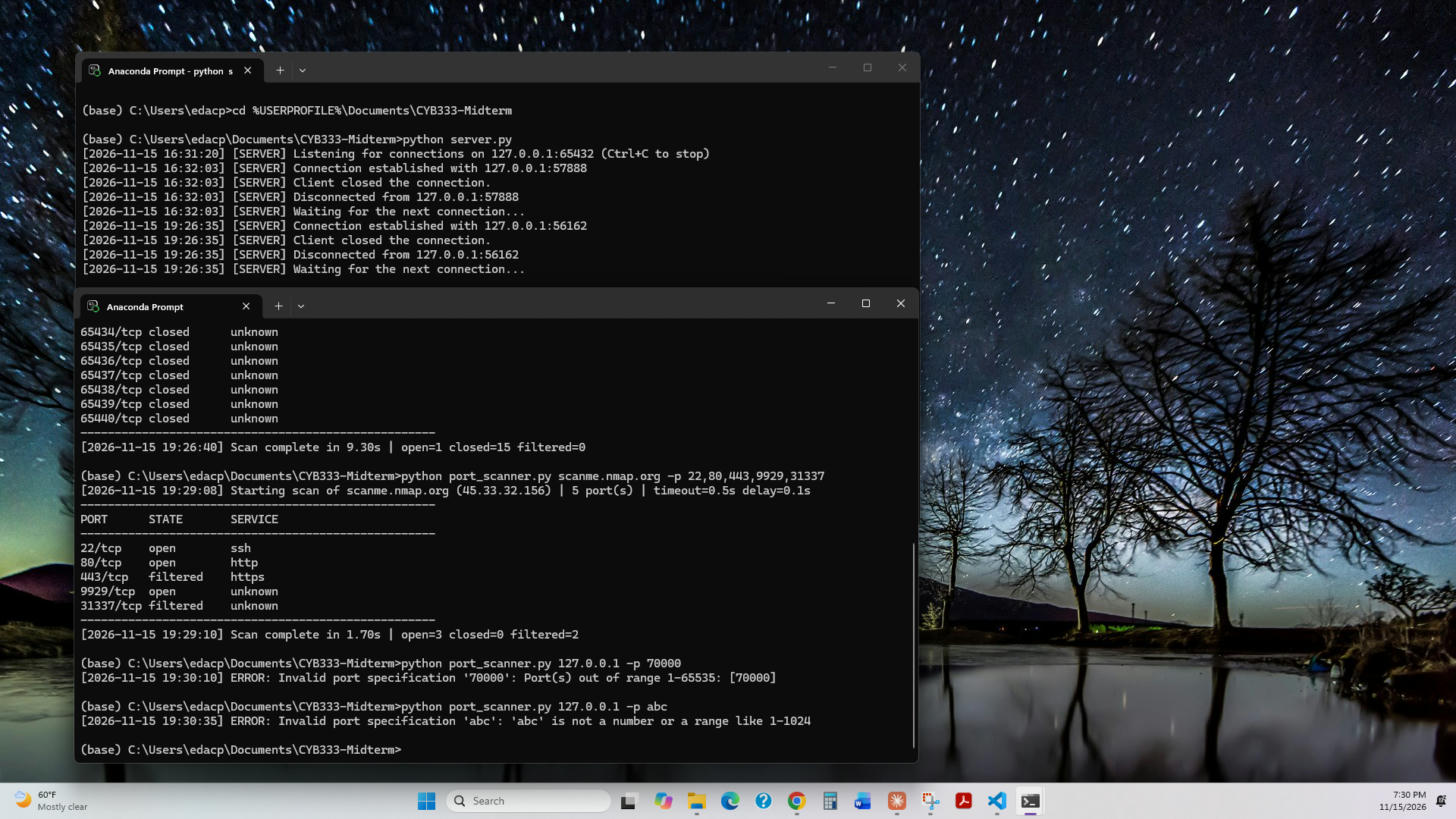 Anaconda Prompt - python s
(base) C:\Users\edacp>cd %USERPROFILE%\Documents\CYB333-Midterm
(base) C:\Users\edacp\Documents\CYB333-Midterm>python server.py
[2026-11-15 16:31:20] [SERVER] Listening for connections on 127.0.0.1:65432 (Ctrl+C to stop)
[2026-11-15 16:32:03] [SERVER] Connection established with 127.0.0.1:57888
[2026-11-15 16:32:03] [SERVER] Client closed the connection.
[2026-11-15 16:32:03] [SERVER] Disconnected from 127.0.0.1:57888
[2026-11-15 16:32:03] [SERVER] Waiting for the next connection...
[2026-11-15 19:26:35] [SERVER] Connection established with 127.0.0.1:56162
[2026-11-15 19:26:35] [SERVER] Client closed the connection.
[2026-11-15 19:26:35] [SERVER] Disconnected from 127.0.0.1:56162
[2026-11-15 19:26:35] [SERVER] Waiting for the next connection...
Anaconda Prompt
65434/tcp closed unknown
65435/tcp closed unknown
65436/tcp closed unknown
65437/tcp closed unknown
65438/tcp closed unknown
65439/tcp closed unknown
65440/tcp closed unknown
----------------------------------------------------
[2026-11-15 19:26:40] Scan complete in 9.30s | open=1 closed=15 filtered=0
(base) C:\Users\edacp\Documents\CYB333-Midterm>python port_scanner.py scanme.nmap.org -p 22,80,443,9929,31337
[2026-11-15 19:29:08] Starting scan of scanme.nmap.org (45.33.32.156) | 5 port(s) | timeout=0.5s delay=0.1s
----------------------------------------------------
PORT STATE SERVICE
----------------------------------------------------
22/tcp open ssh
80/tcp open http
443/tcp filtered https
9929/tcp open unknown
31337/tcp filtered unknown
----------------------------------------------------
[2026-11-15 19:29:10] Scan complete in 1.70s | open=3 closed=0 filtered=2
(base) C:\Users\edacp\Documents\CYB333-Midterm>python port_scanner.py 127.0.0.1 -p 70000
[2026-11-15 19:30:10] ERROR: Invalid port specification '70000': Port(s) out of range 1-65535: [70000]
(base) C:\Users\edacp\Documents\CYB333-Midterm>python port_scanner.py 127.0.0.1 -p abc
[2026-11-15 19:30:35] ERROR: Invalid port specification 'abc': 'abc' is not a number or a range like 1-1024
(base) C:\Users\edacp\Documents\CYB333-Midterm>
60°F
Mostly clear
Search
7:30 PM
11/15/2026